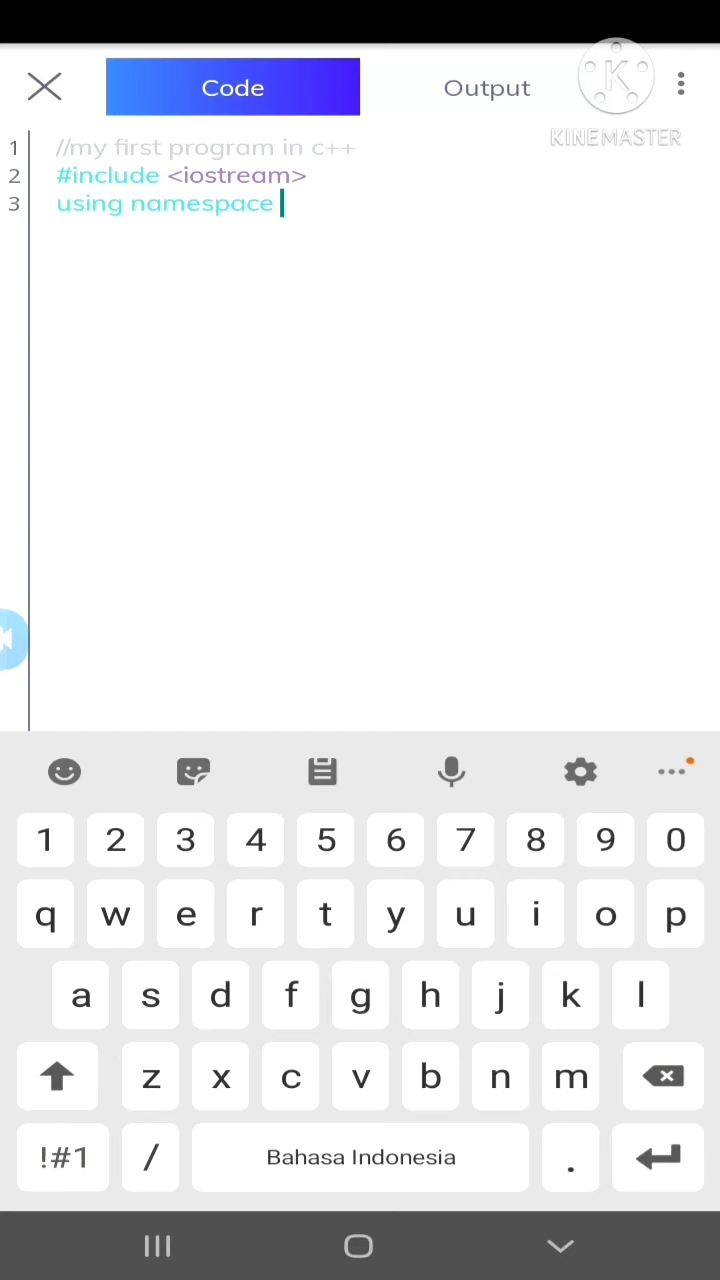 Code Output
K
KINEMASTER
1 //my first program in c++
2 #include <iostream>
3 using namespace
1 2 3 4 5 6 7 8 9 0
q w e r t y u i o p
a s d f g h j k l
z x c v b n m
!#1 / Bahasa Indonesia .